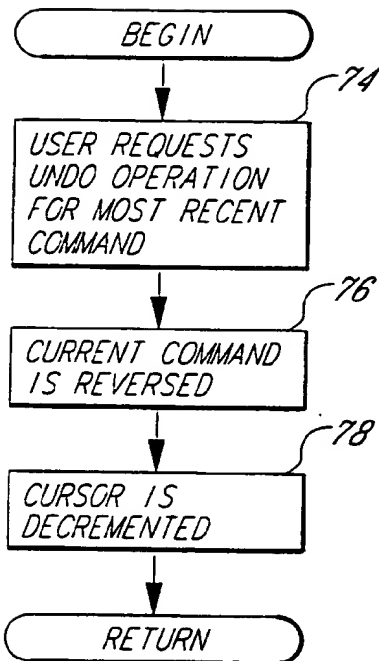 BEGIN
74
USER REQUESTS
UNDO OPERATION
FOR MOST RECENT
COMMAND
76
CURRENT COMMAND
IS REVERSED
78
CURSOR IS
DECREMENTED
RETURN